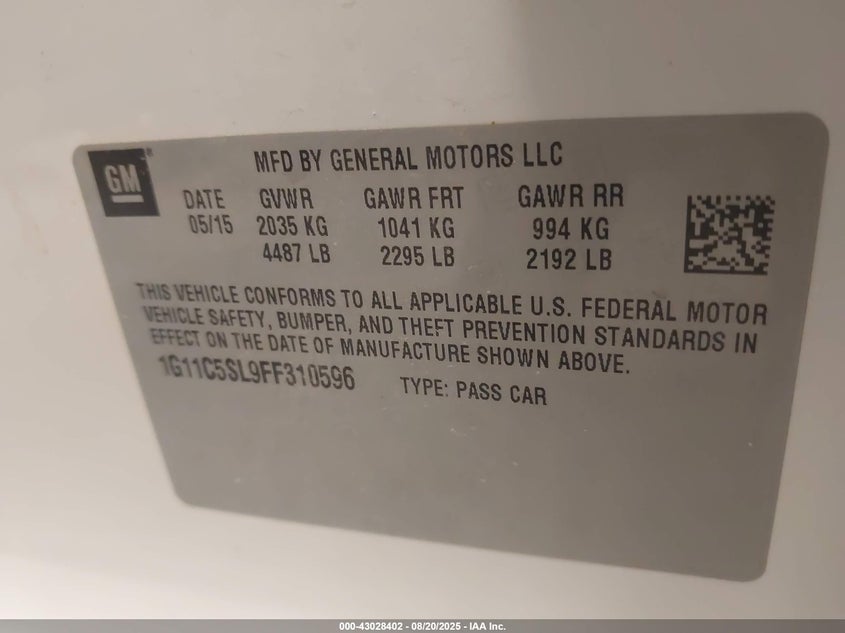 GM
MFD BY GENERAL MOTORS LLC
DATE GVWR GAWR FRT GAWR RR
05/15 2035 KG 1041 KG 994 KG
4487 LB 2295 LB 2192 LB
THIS VEHICLE CONFORMS TO ALL APPLICABLE U.S. FEDERAL MOTOR
VEHICLE SAFETY, BUMPER, AND THEFT PREVENTION STANDARDS IN
EFFECT ON THE DATE OF MANUFACTURE SHOWN ABOVE.
1G11C5SL9FF310596 TYPE: PASS CAR
000-43028402 - 08/20/2025 - IAA Inc.